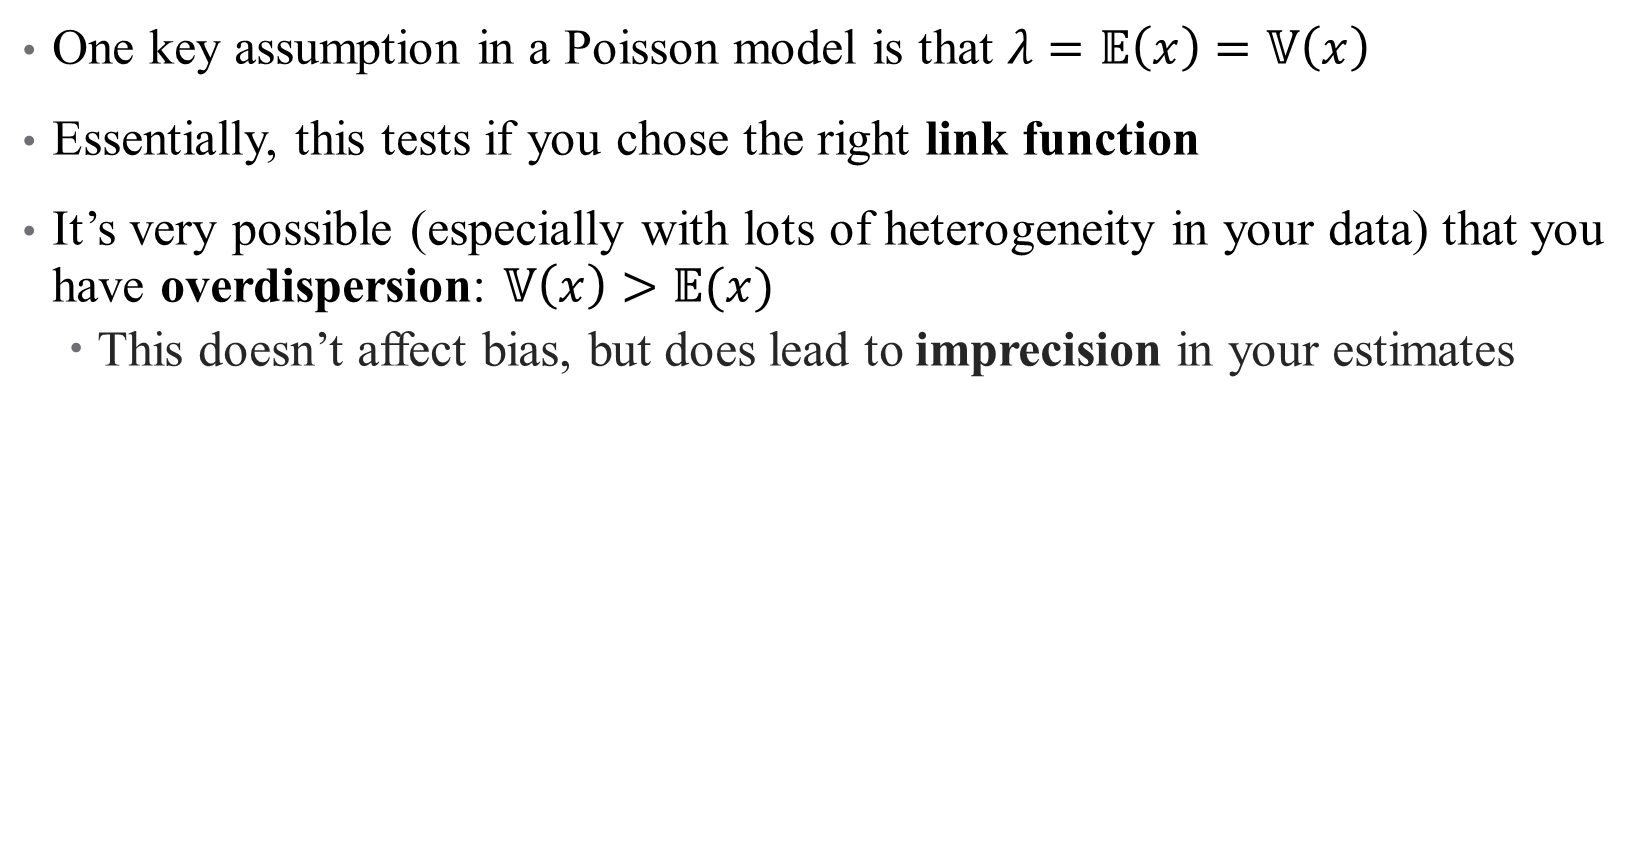 • One key assumption in a Poisson model is that 𝜆 = 𝔼(𝑥) = 𝕍(𝑥)
• Essentially, this tests if you chose the right link function
• It’s very possible (especially with lots of heterogeneity in your data) that you
have overdispersion: 𝕍(𝑥) > 𝔼(𝑥)
• This doesn’t affect bias, but does lead to imprecision in your estimates